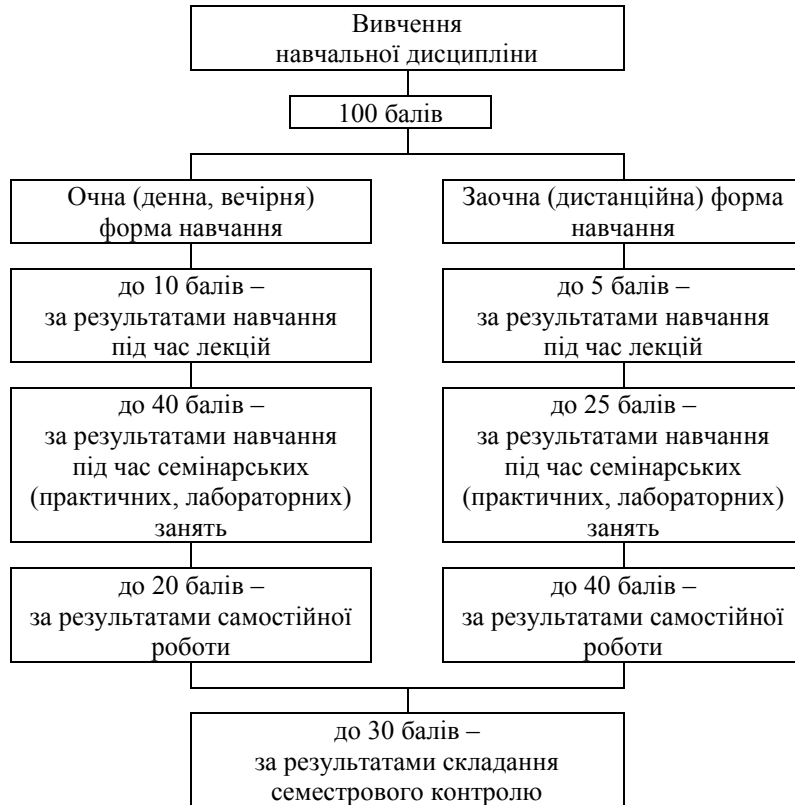 Вивчення
навчальної дисципліни
100 балів
Очна (денна, вечірня)
форма навчання
Заочна (дистанційна) форма
навчання
до 10 балів –
за результатами навчання
під час лекцій
до 5 балів –
за результатами навчання
під час лекцій
до 40 балів –
за результатами навчання
під час семінарських
(практичних, лабораторних)
занять
до 25 балів –
за результатами навчання
під час семінарських
(практичних, лабораторних)
занять
до 20 балів –
за результатами самостійної
роботи
до 40 балів –
за результатами самостійної
роботи
до 30 балів –
за результатами складання
семестрового контролю